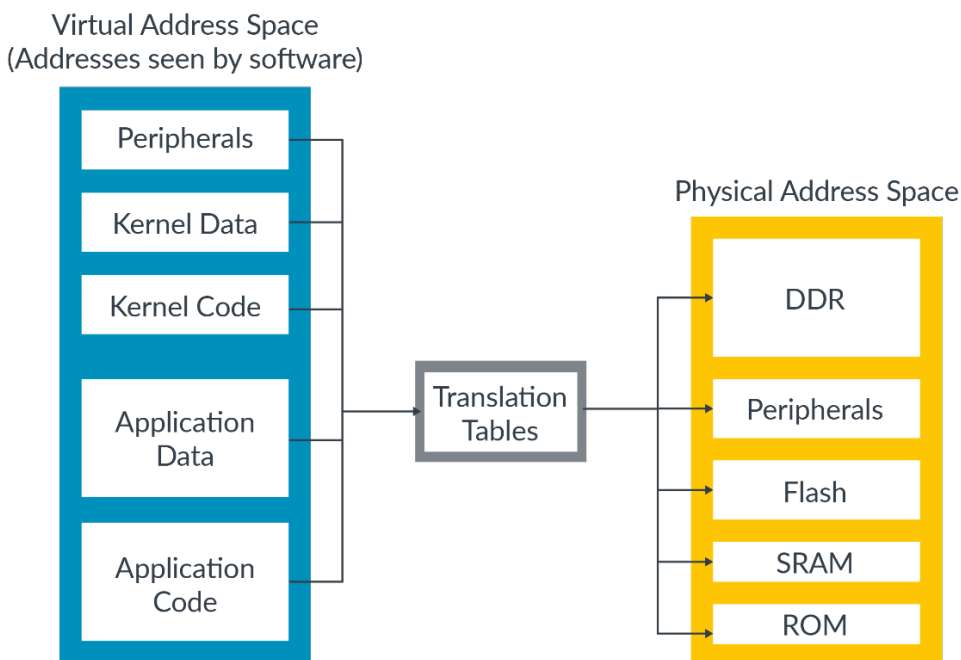 Virtual Address Space
(Addresses seen by software)
Peripherals
Kernel Data
Kernel Code
Application
Data
Application
Code
Translation
Tables
Physical Address Space
DDR
Peripherals
Flash
SRAM
ROM